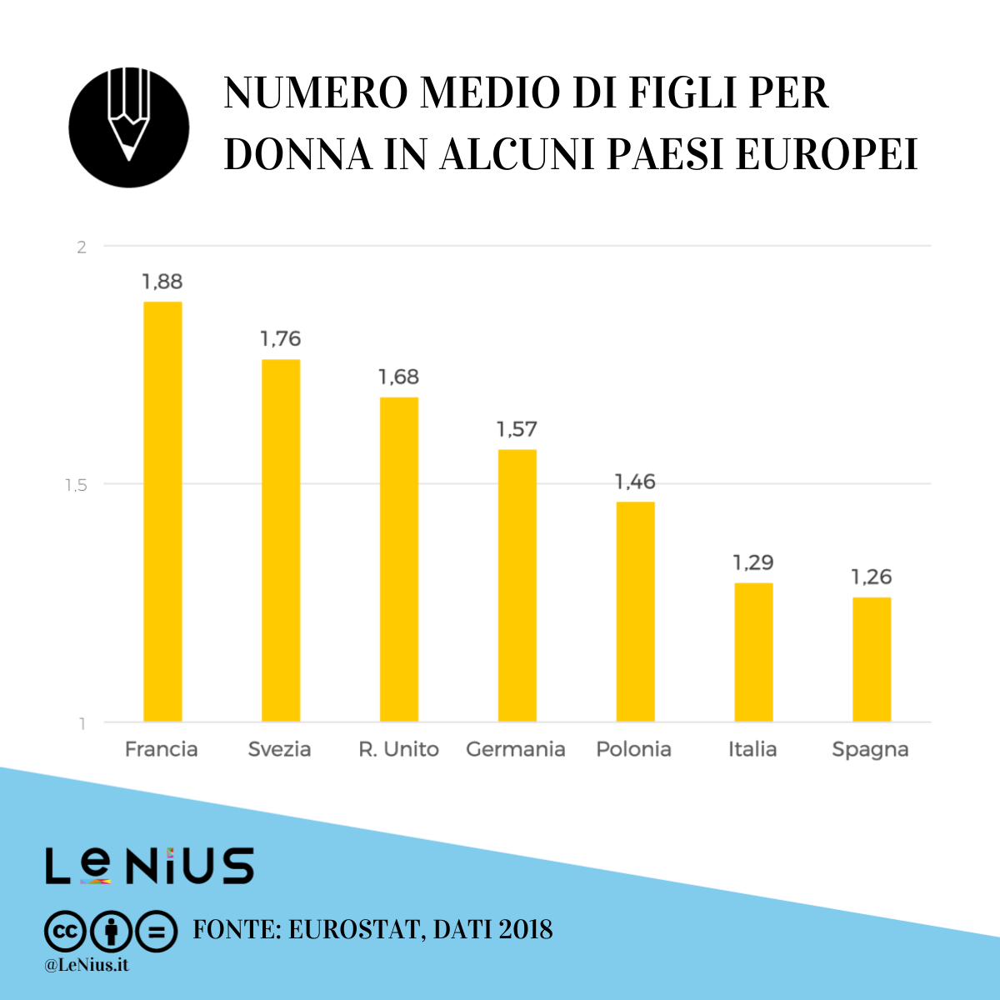 NUMERO MEDIO DI FIGLI PER
DONNA IN ALCUNI PAESI EUROPEI
2
1,88
1,76
1,68
1,57
1,5
1,46
1,29
1,26
1
Francia Svezia R. Unito Germania Polonia Italia Spagna
LeNiUS
cc = FONTE: EUROSTAT, DATI 2018
@LeNius.it